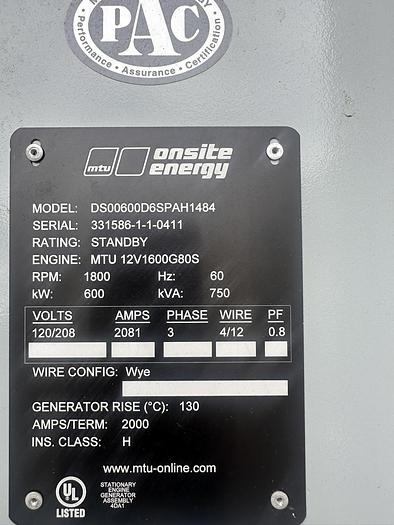 PAC
Performance • Assurance • Certification
mtu onsite energy
MODEL: DS00600D6SPAH1484
SERIAL: 331586-1-1-0411
RATING: STANDBY
ENGINE: MTU 12V1600G80S
RPM: 1800 Hz: 60
kW: 600 kVA: 750
VOLTS AMPS PHASE WIRE PF
120/208 2081 3 4/12 0.8
WIRE CONFIG: Wye
GENERATOR RISE (°C): 130
AMPS/TERM: 2000
INS. CLASS: H
www.mtu-online.com
UL
LISTED
STATIONARY
ENGINE
GENERATOR
ASSEMBLY
4DA1